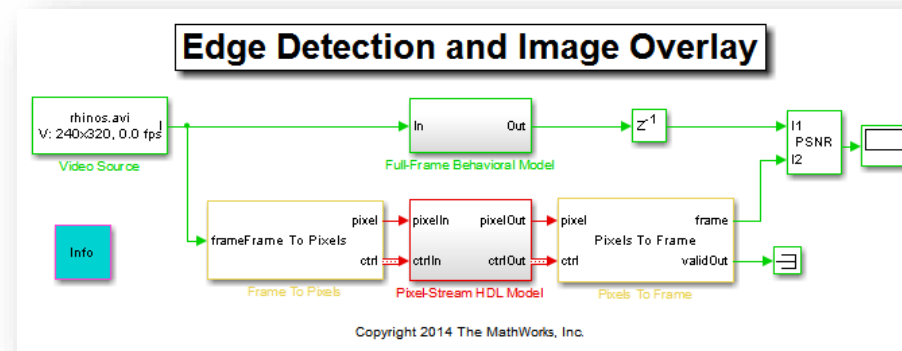 Edge Detection and Image Overlay
rhinos.avi
V: 240x320, 0.0 fps
I
Video Source
In
Out
Full-Frame Behavioral Model
z-1
I1
PSNR
I2
Info
frame
Frame To Pixels
pixel
ctrl
Frame To Pixels
pixelIn
ctrlIn
pixelOut
ctrlOut
Pixel-Stream HDL Model
pixel
ctrl
Pixels To Frame
frame
validOut
Pixels To Frame
Copyright 2014 The MathWorks, Inc.